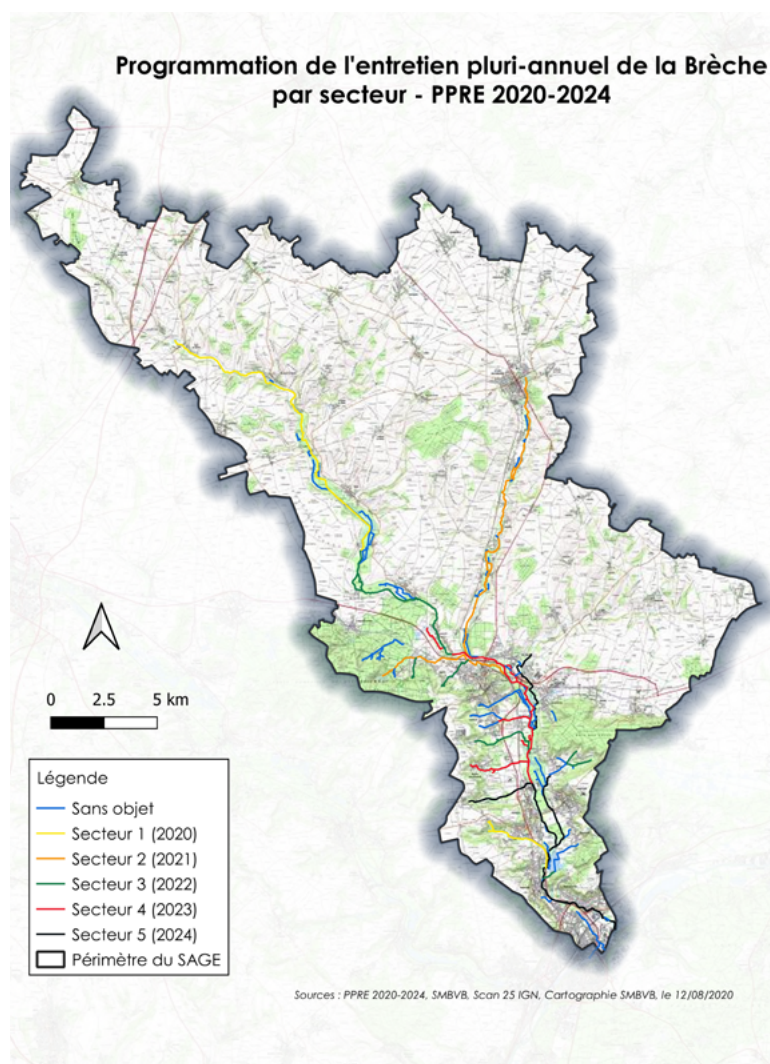 Programmation de l'entretien pluri-annuel de la Brèche
par secteur - PPRE 2020-2024
0 2.5 5 km
Légende
Sans objet
Secteur 1 (2020)
Secteur 2 (2021)
Secteur 3 (2022)
Secteur 4 (2023)
Secteur 5 (2024)
Périmètre du SAGE
Sources : PPRE 2020-2024, SMBVB, Scan 25 IGN, Cartographie SMBVB, le 12/08/2020